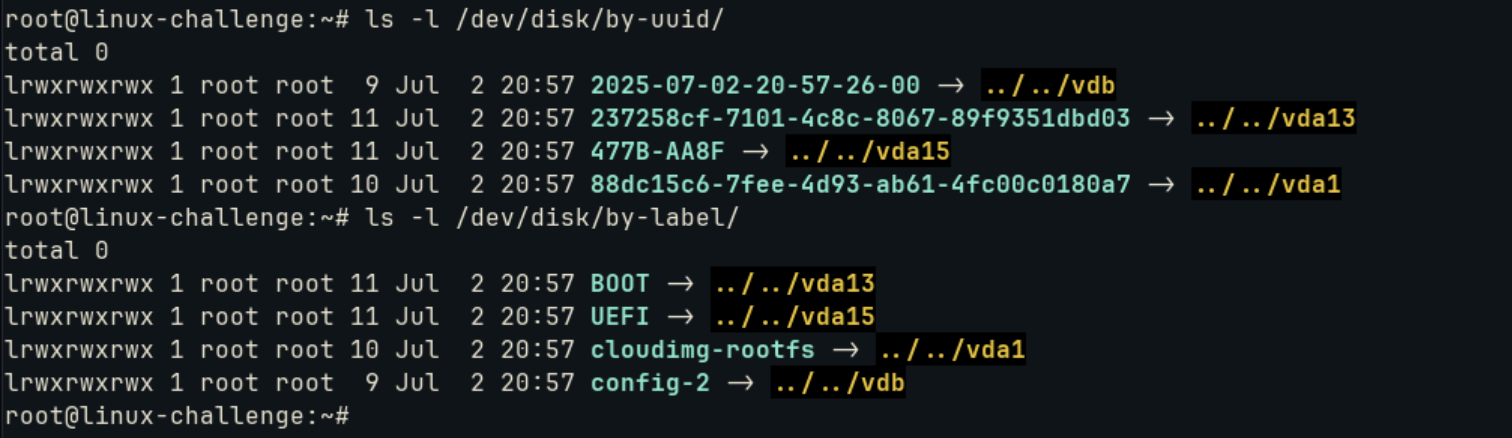 root@linux-challenge:~# ls -l /dev/disk/by-uuid/
total 0
lrwxrwxrwx 1 root root  9 Jul  2 20:57 2025-07-02-20-57-26-00 -> ../../vdb
lrwxrwxrwx 1 root root 11 Jul  2 20:57 237258cf-7101-4c8c-8067-89f9351dbd03 -> ../../vda13
lrwxrwxrwx 1 root root 11 Jul  2 20:57 477B-AA8F -> ../../vda15
lrwxrwxrwx 1 root root 10 Jul  2 20:57 88dc15c6-7fee-4d93-ab61-4fc00c0180a7 -> ../../vda1
root@linux-challenge:~# ls -l /dev/disk/by-label/
total 0
lrwxrwxrwx 1 root root 11 Jul  2 20:57 BOOT -> ../../vda13
lrwxrwxrwx 1 root root 11 Jul  2 20:57 UEFI -> ../../vda15
lrwxrwxrwx 1 root root 10 Jul  2 20:57 cloudimg-rootfs -> ../../vda1
lrwxrwxrwx 1 root root  9 Jul  2 20:57 config-2 -> ../../vdb
root@linux-challenge:~#